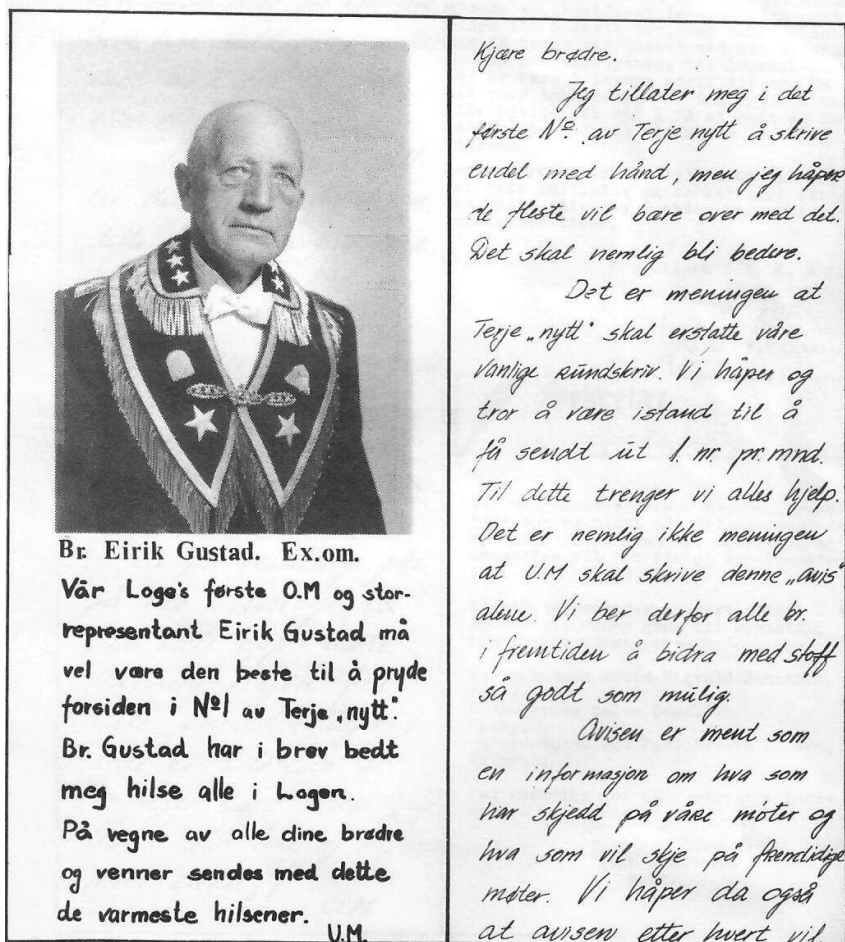 Br. Eirik Gustad. Ex.om.
Vår Loge's første O.M og stor-
representant Eirik Gustad må
vel være den beste til å pryde
forsiden i Nº1 av Terje „nytt".
Br. Gustad har i brev bedt
meg hilse alle i Logen.
På vegne av alle dine brødre
og venner sendes med dette
de varmeste hilsener.
U.M.
Kjære brødre.
Jeg tillater meg i det
første Nº. av Terje nytt å skrive
endel med hånd, men jeg håper
de fleste vil bære over med det.
Det skal nemlig bli bedere.
Det er meningen at
Terje „nytt" skal erstatte våre
vanlige rundskriv. Vi håper og
tror å være istand til å
få sendt ut 1. nr. pr. mnd.
Til dette trenger vi alles hjelp.
Det er nemlig ikke meningen
at U.M skal skrive denne „avis"
alene. Vi ber derfor alle br.
i fremtiden å bidra med stoff
så godt som mulig.
Avisen er ment som
en informasjon om hva som
har skjedd på våre møter og
hva som vil skje på fremdidige
møter. Vi håper da også
at avisen etter hvert vil